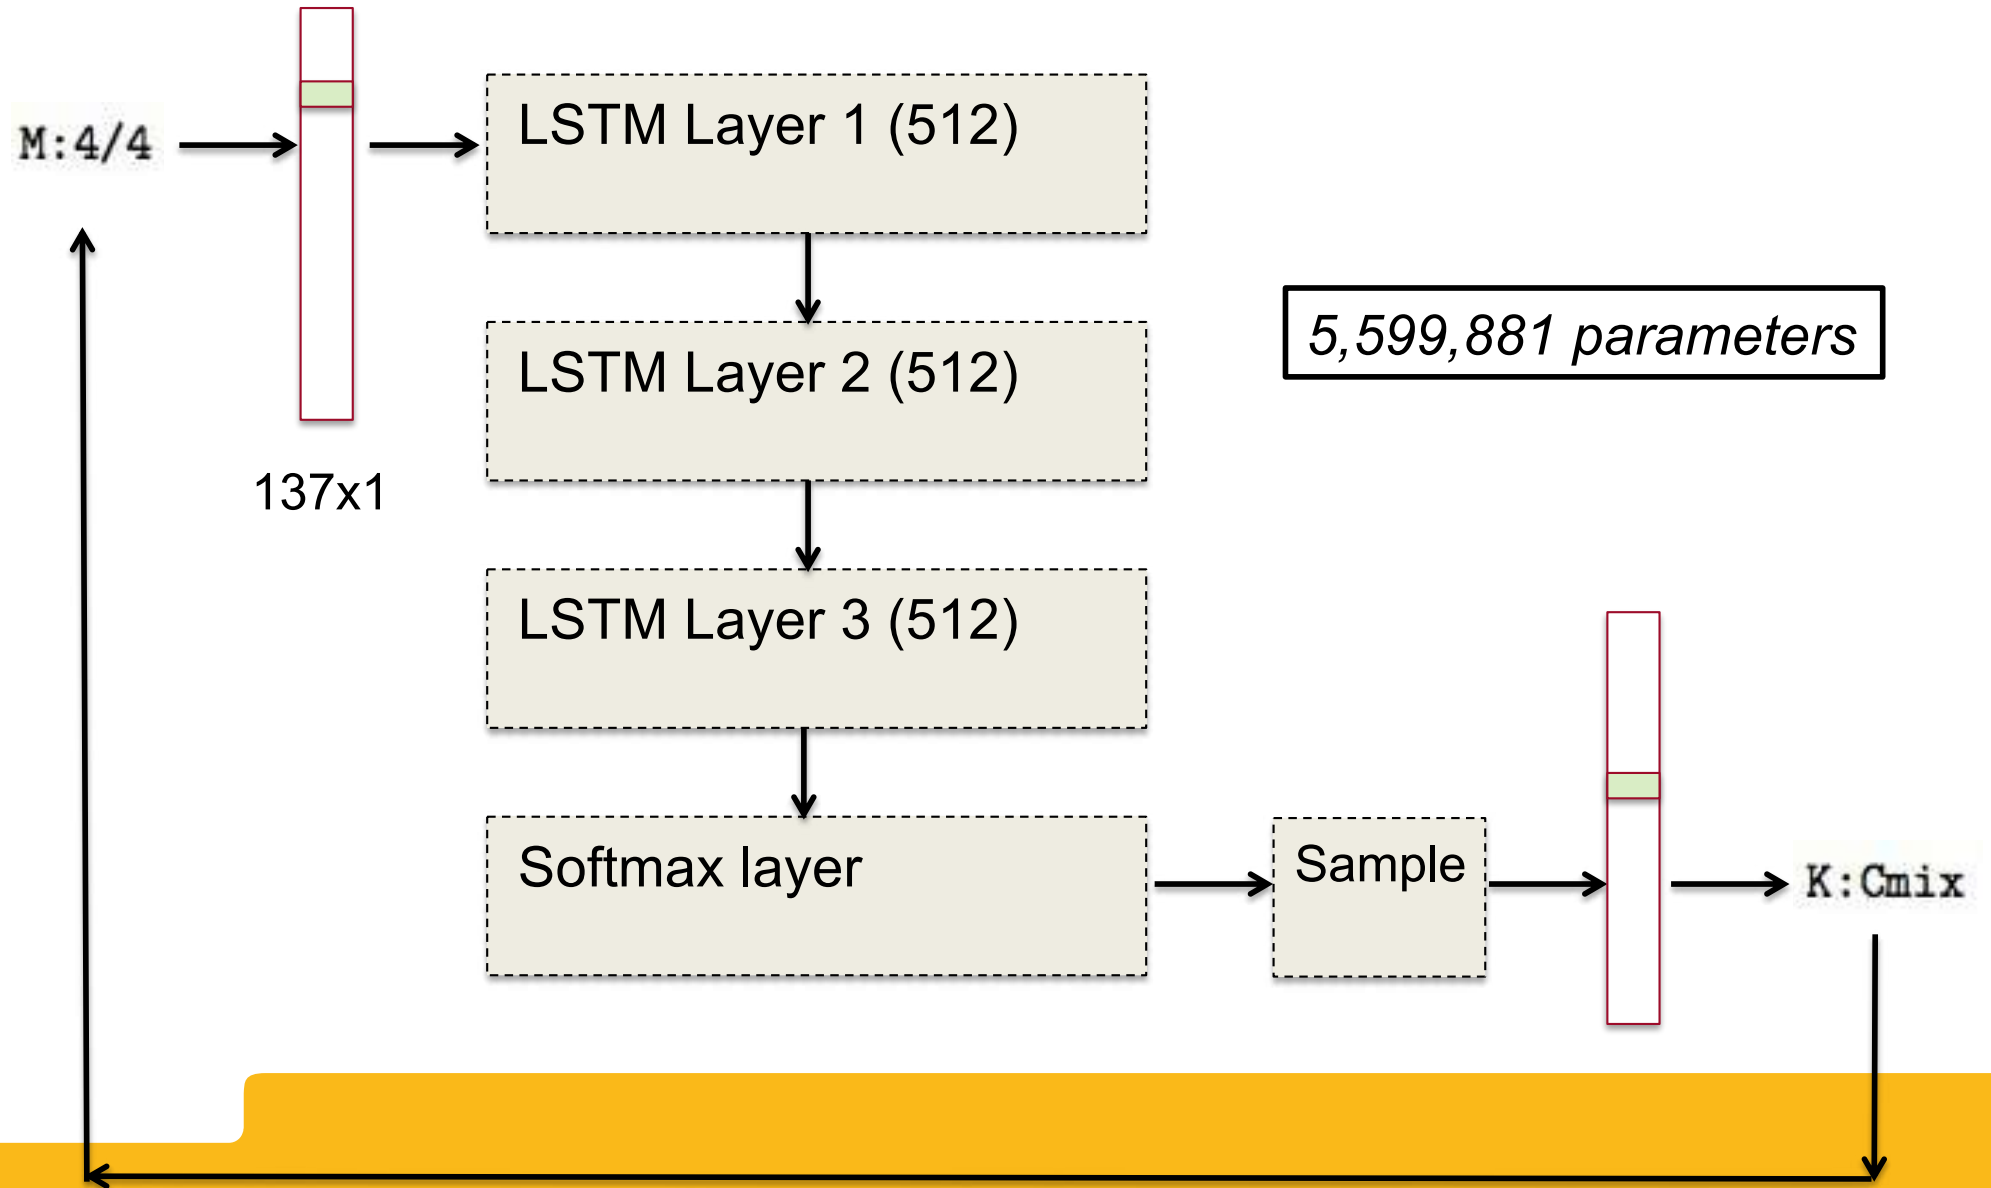 M:4/4
137x1
LSTM Layer 1 (512)
LSTM Layer 2 (512)
LSTM Layer 3 (512)
Softmax layer
5,599,881 parameters
Sample
K:Cmix